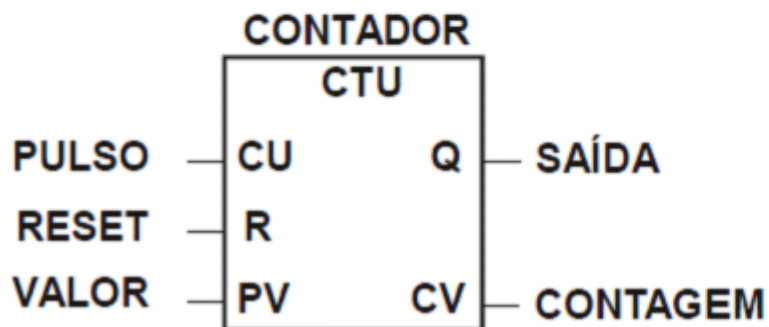 CONTADOR
CTU
PULSO CU Q SAÍDA
RESET R
VALOR PV CV CONTAGEM